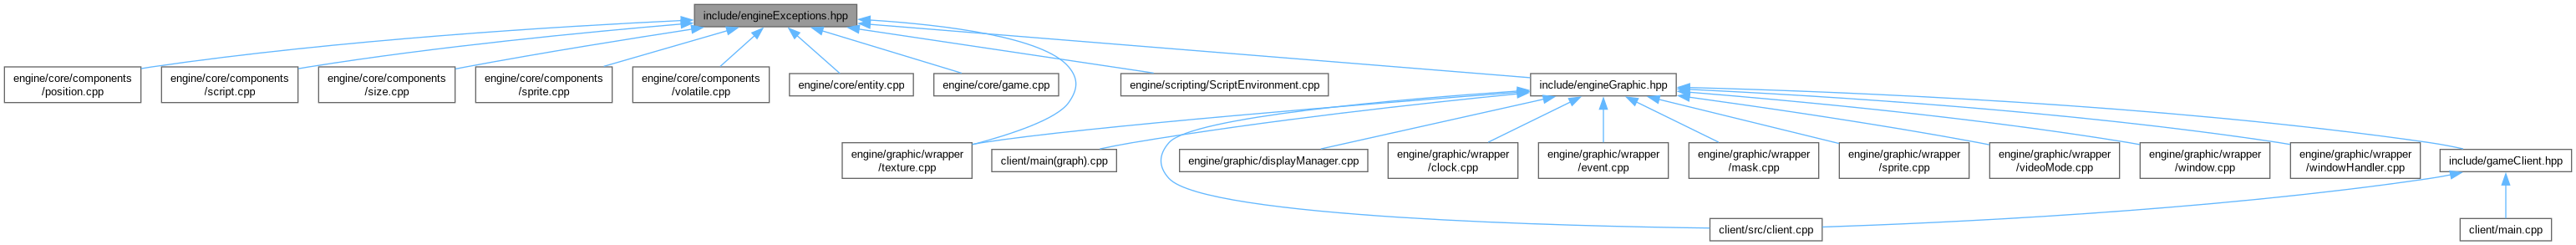 include/engineExceptions.hpp
engine/core/components
/position.cpp
engine/core/components
/script.cpp
engine/core/components
/size.cpp
engine/core/components
/sprite.cpp
engine/core/components
/volatile.cpp
engine/core/entity.cpp
engine/core/game.cpp
engine/scripting/ScriptEnvironment.cpp
include/engineGraphic.hpp
engine/graphic/wrapper
/texture.cpp
client/main(graph).cpp
engine/graphic/displayManager.cpp
engine/graphic/wrapper
/clock.cpp
engine/graphic/wrapper
/event.cpp
engine/graphic/wrapper
/mask.cpp
engine/graphic/wrapper
/sprite.cpp
engine/graphic/wrapper
/videoMode.cpp
engine/graphic/wrapper
/window.cpp
engine/graphic/wrapper
/windowHandler.cpp
include/gameClient.hpp
client/src/client.cpp
client/main.cpp